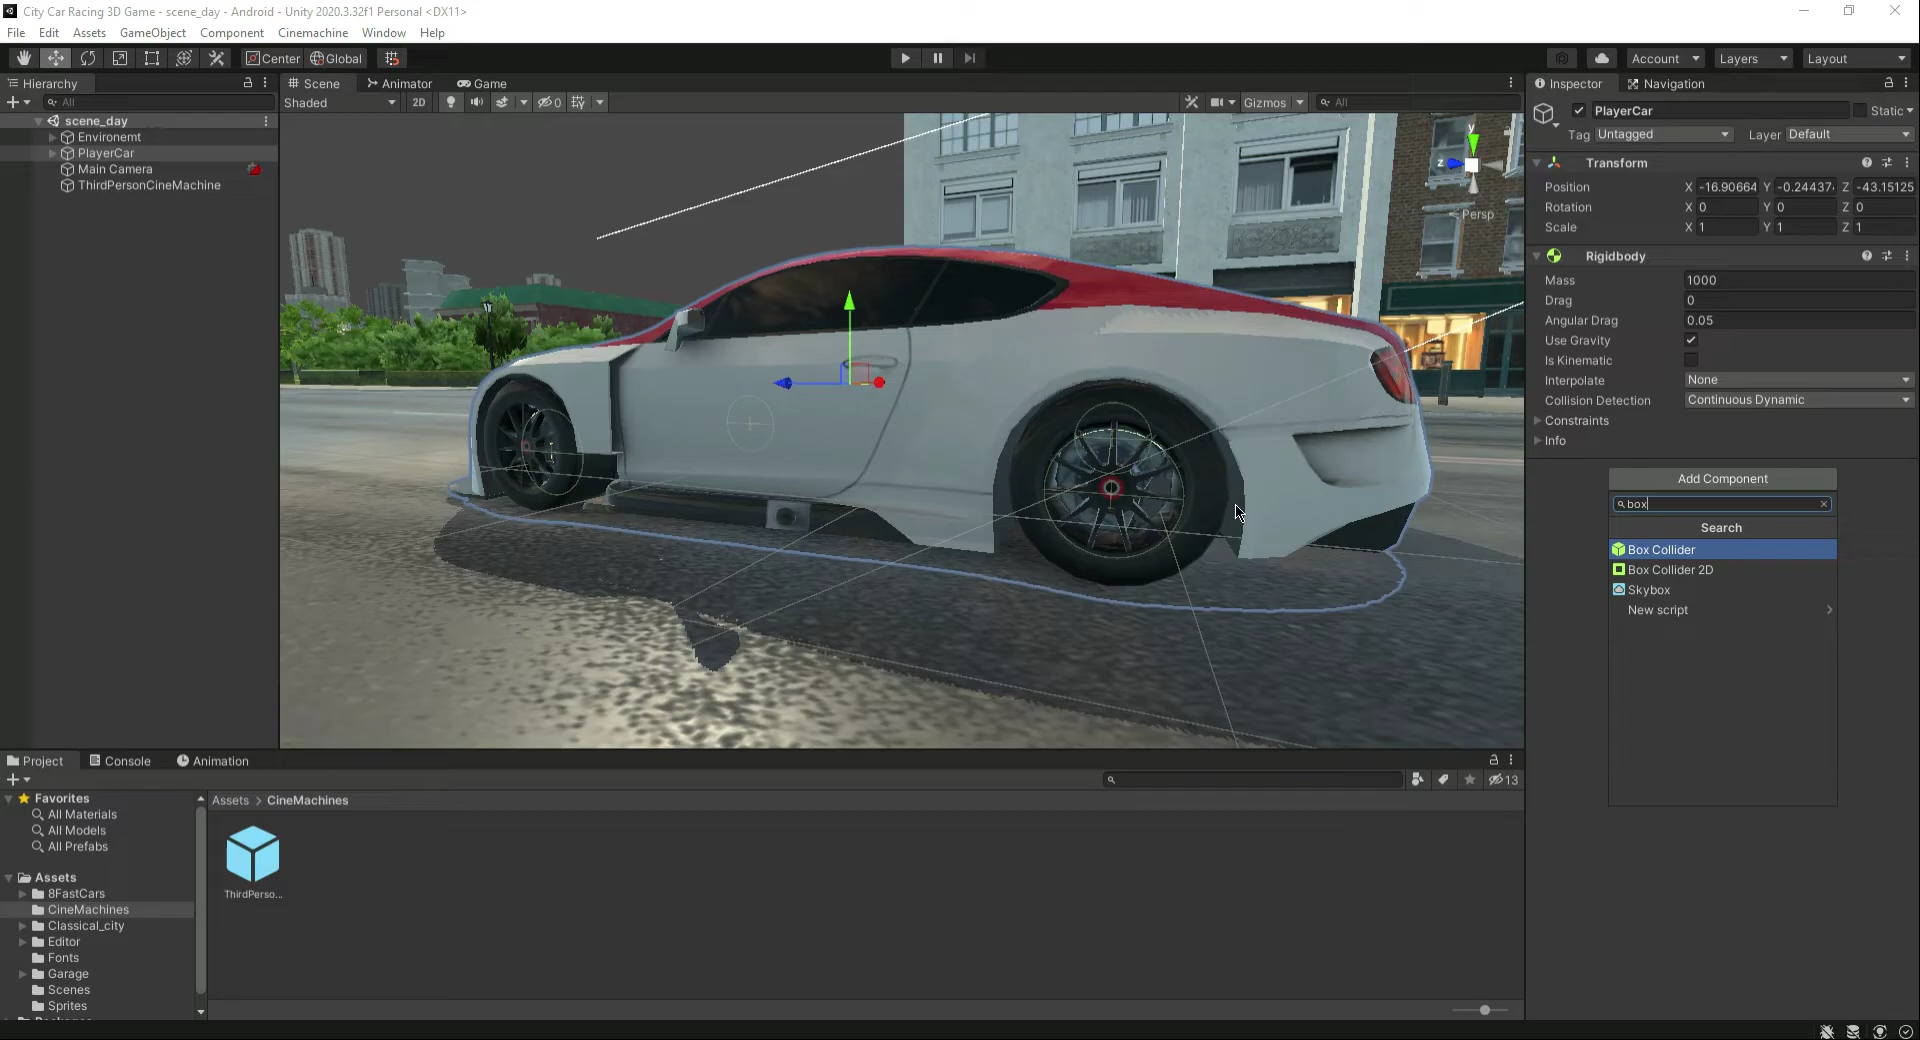 City Car Racing 3D Game - scene_day - Android - Unity 2020.3.32f1 Personal <DX11>
File Edit Assets GameObject Component Cinemachine Window Help
Center Global
Account Layers Layout
Hierarchy
All
scene_day
Environemt
PlayerCar
Main Camera
ThirdPersonCineMachine
Scene Animator Game
Shaded 2D 0 Gizmos All
y
z
Persp
Inspector Navigation
PlayerCar Static
Tag Untagged Layer Default
Transform
Position X -16.90664 Y -0.24437 Z -43.15125
Rotation X 0 Y 0 Z 0
Scale X 1 Y 1 Z 1
Rigidbody
Mass 1000
Drag 0
Angular Drag 0.05
Use Gravity
Is Kinematic
Interpolate None
Collision Detection Continuous Dynamic
Constraints
Info
Add Component
box
Search
Box Collider
Box Collider 2D
Skybox
New script
Project Console Animation
13
Favorites
All Materials
All Models
All Prefabs
Assets
8FastCars
CineMachines
Classical_city
Editor
Fonts
Garage
Scenes
Sprites
Assets > CineMachines
ThirdPerso...